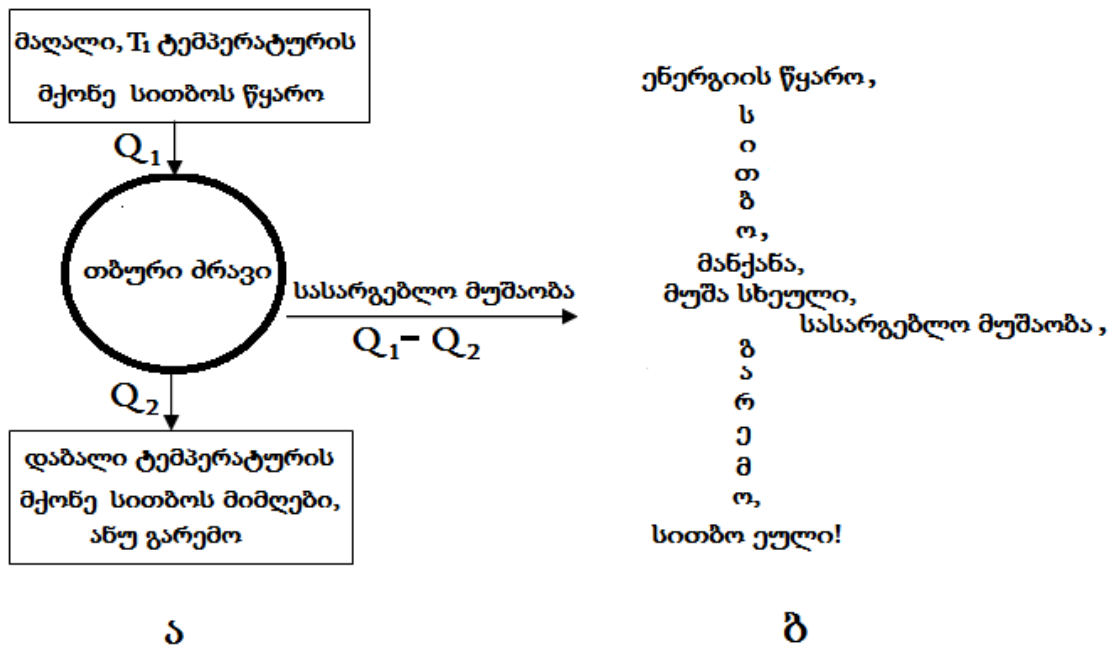 მაღალი, T₁ ტემპერატურის
მქონე სითბოს წყარო
Q₁
თბური ძრავი
სასარგებლო მუშაობა
Q₁– Q₂
Q₂
დაბალი ტემპერატურის
მქონე სითბოს მიმღები,
ანუ გარემო
ა
ენერგიის წყარო,
ს
ი
თ
ბ
ო,
მანქანა,
მუშა სხეული,
სასარგებლო მუშაობა,
გ
ა
რ
ე
მ
ო,
სითბო ეული!
ბ